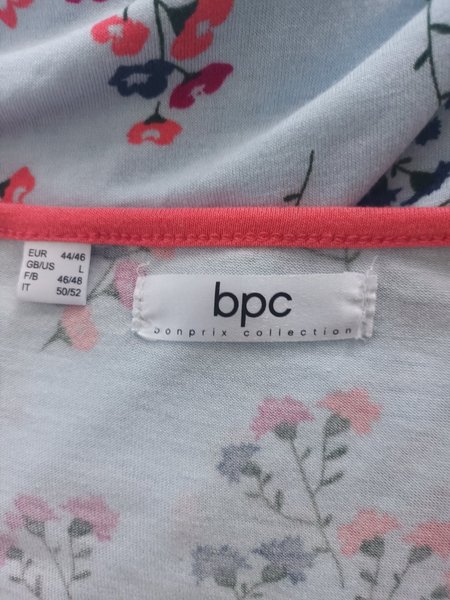 EUR 44/46
GB/US L
F/B 46/48
IT 50/52
bpc
bonprix collection